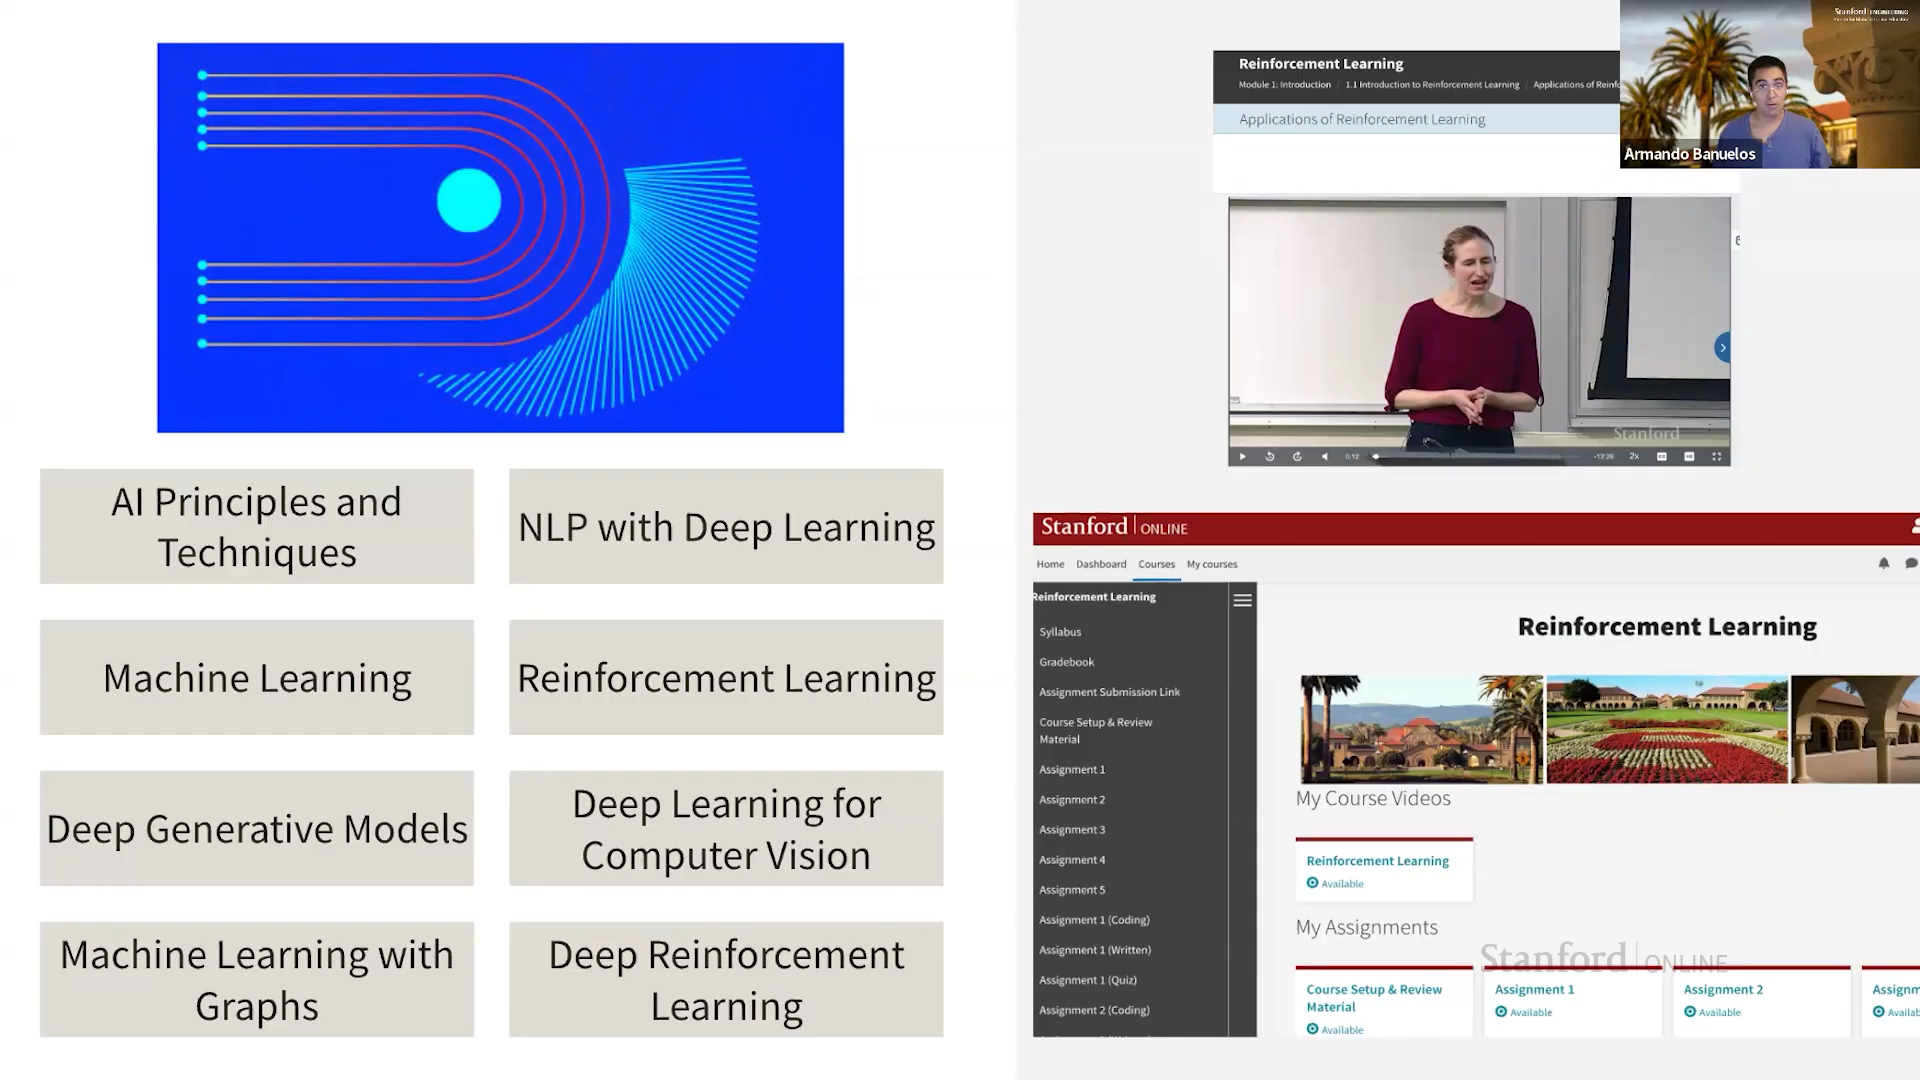 AI Principles and
Techniques
NLP with Deep Learning
Machine Learning
Reinforcement Learning
Deep Generative Models
Deep Learning for
Computer Vision
Machine Learning with
Graphs
Deep Reinforcement
Learning
Reinforcement Learning
Module 1: Introduction / 1.1 Introduction to Reinforcement Learning / Applications of
Applications of Reinforcement Learning
Stanford | ENGINEERING
Armando Banuelos
Stanford
0:12
2x
Stanford | ONLINE
Home Dashboard Courses My courses
Reinforcement Learning
Syllabus
Gradebook
Assignment Submission Link
Course Setup & Review
Material
Assignment 1
Assignment 2
Assignment 3
Assignment 4
Assignment 5
Assignment 1 (Coding)
Assignment 1 (Written)
Assignment 1 (Quiz)
Assignment 2 (Coding)
Reinforcement Learning
My Course Videos
Reinforcement Learning
Available
My Assignments
Stanford | ONLINE
Course Setup & Review
Material
Available
Assignment 1
Available
Assignment 2
Available